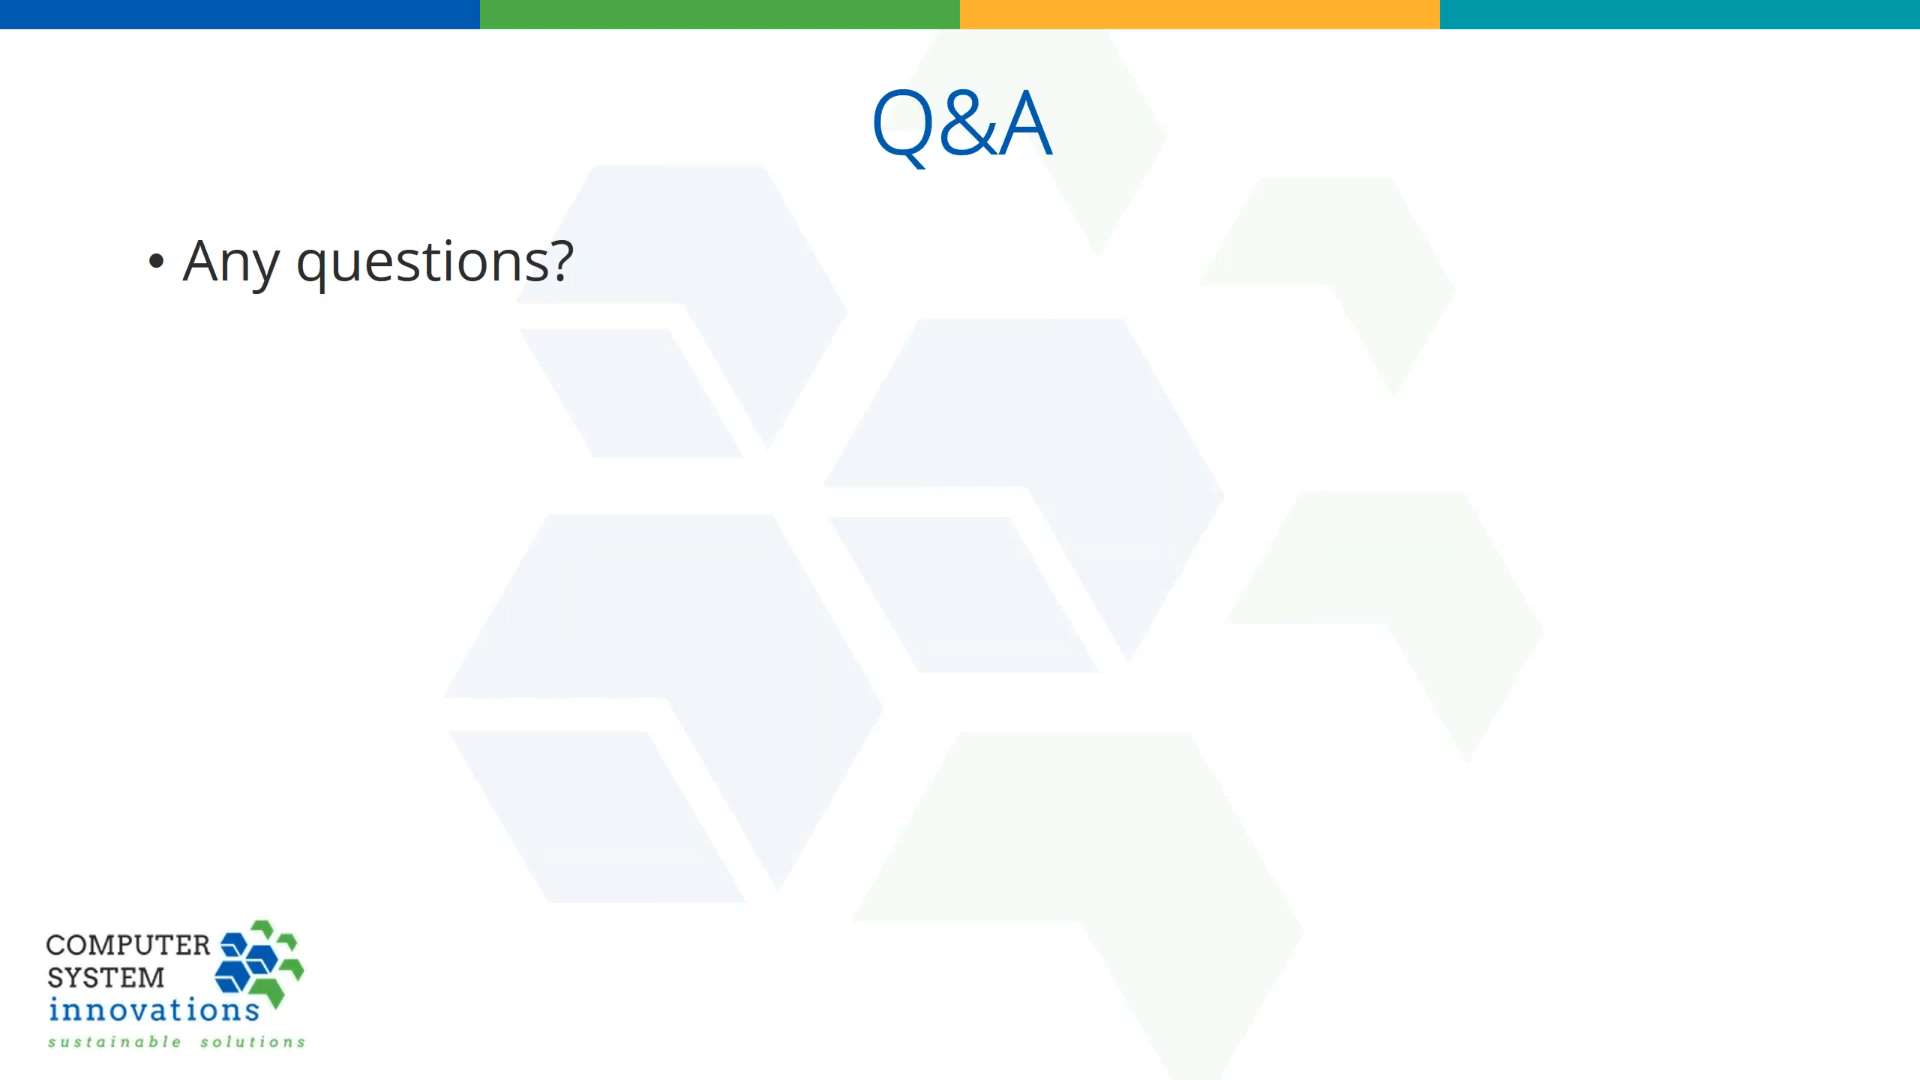 Q&A
• Any questions?
COMPUTER
SYSTEM
innovations
sustainable solutions